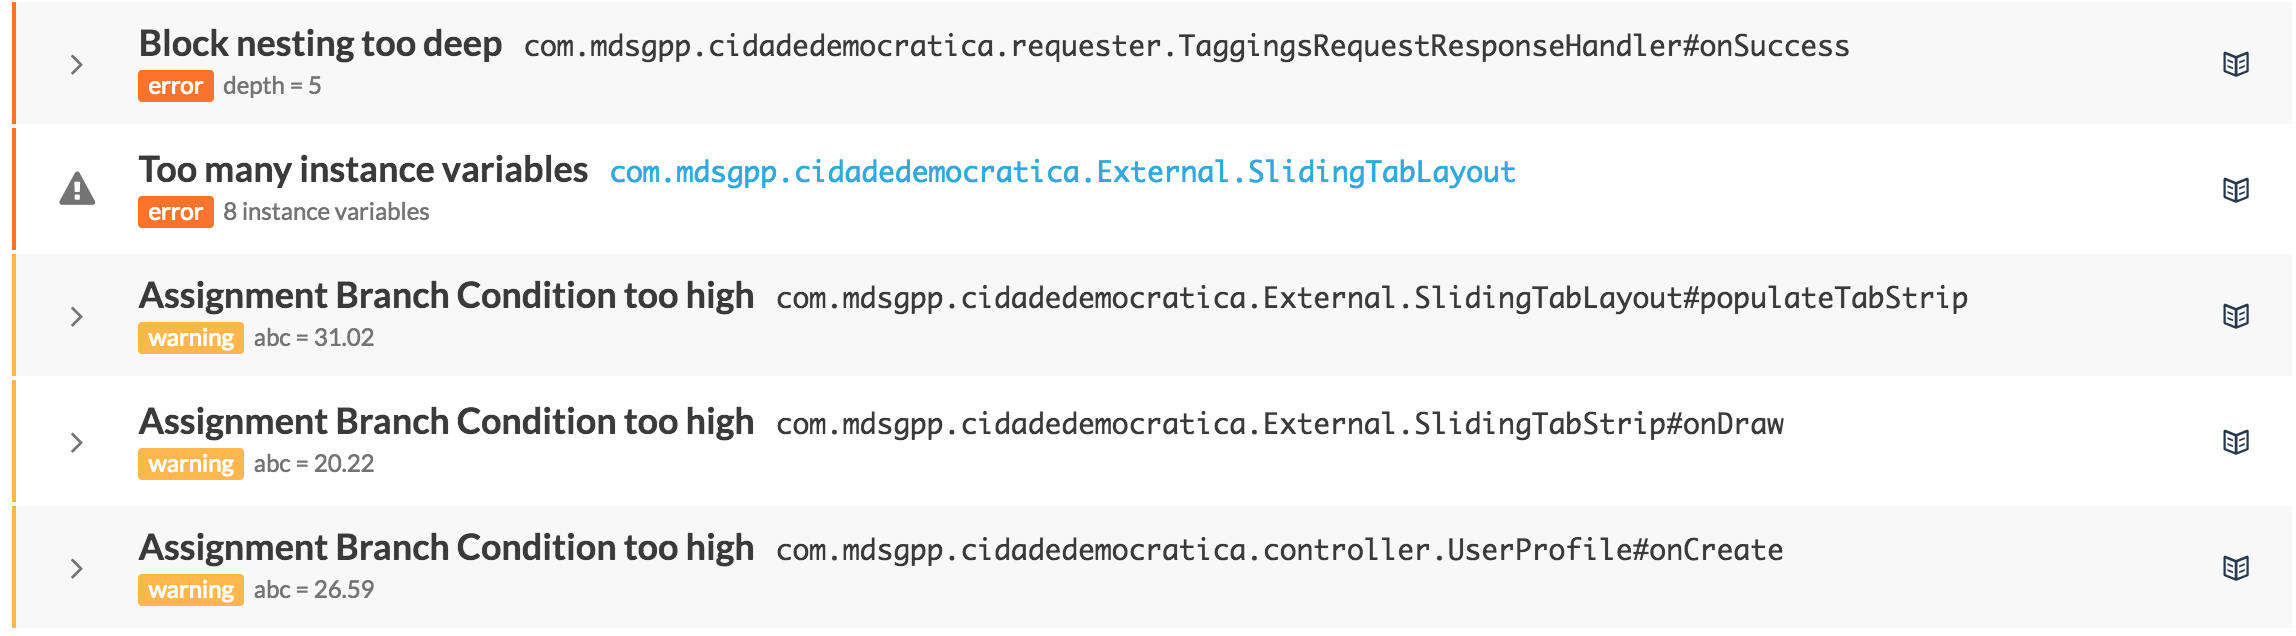 Block nesting too deep com.mdsgpp.cidadedemocratica.requester.TaggingsRequestResponseHandler#onSuccess
error depth = 5
Too many instance variables com.mdsgpp.cidadedemocratica.External.SlidingTabLayout
error 8 instance variables
Assignment Branch Condition too high com.mdsgpp.cidadedemocratica.External.SlidingTabLayout#populateTabStrip
warning abc = 31.02
Assignment Branch Condition too high com.mdsgpp.cidadedemocratica.External.SlidingTabStrip#onDraw
warning abc = 20.22
Assignment Branch Condition too high com.mdsgpp.cidadedemocratica.controller.UserProfile#onCreate
warning abc = 26.59